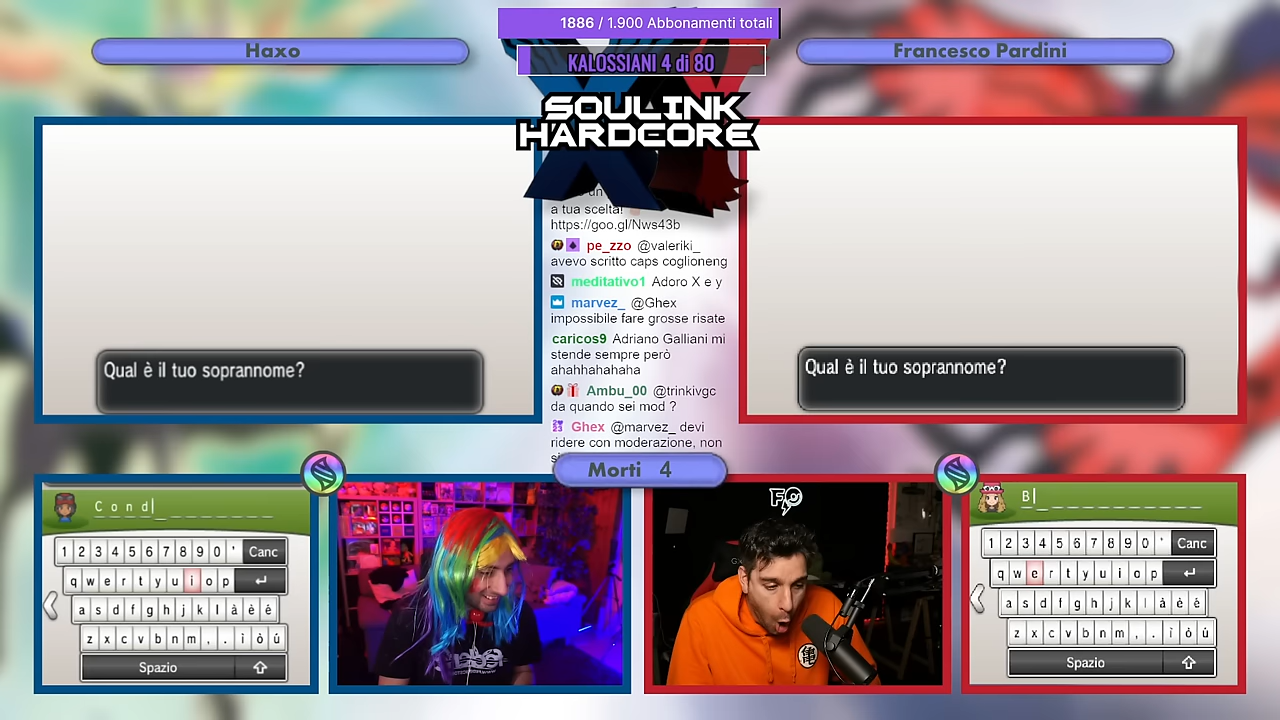 1886 / 1.900 Abbonamenti totali
Haxo
KALOSSIANI 4 di 80
Francesco Pardini
SOULINK
HARDCORE
a tua scelta!
https://goo.gl/Nws43b
pe_zzo @valeriki_
avevo scritto caps coglioneng
meditativo1 Adoro X e y
marvez_ @Ghex
impossibile fare grosse risate
caricos9 Adriano Galliani mi
stende sempre però
ahahhahahaha
Ambu_00 @trinkivgc
da quando sei mod ?
Ghex @marvez_ devi
ridere con moderazione, non
Qual è il tuo soprannome?
Qual è il tuo soprannome?
Morti 4
Cond
1 2 3 4 5 6 7 8 9 0 ' Canc
q w e r t y u i o p
a s d f g h j k l à è é
z x c v b n m , . ì ò ù
Spazio
B
1 2 3 4 5 6 7 8 9 0 ' Canc
q w e r t y u i o p
a s d f g h j k l à è é
z x c v b n m , . ì ò ù
Spazio